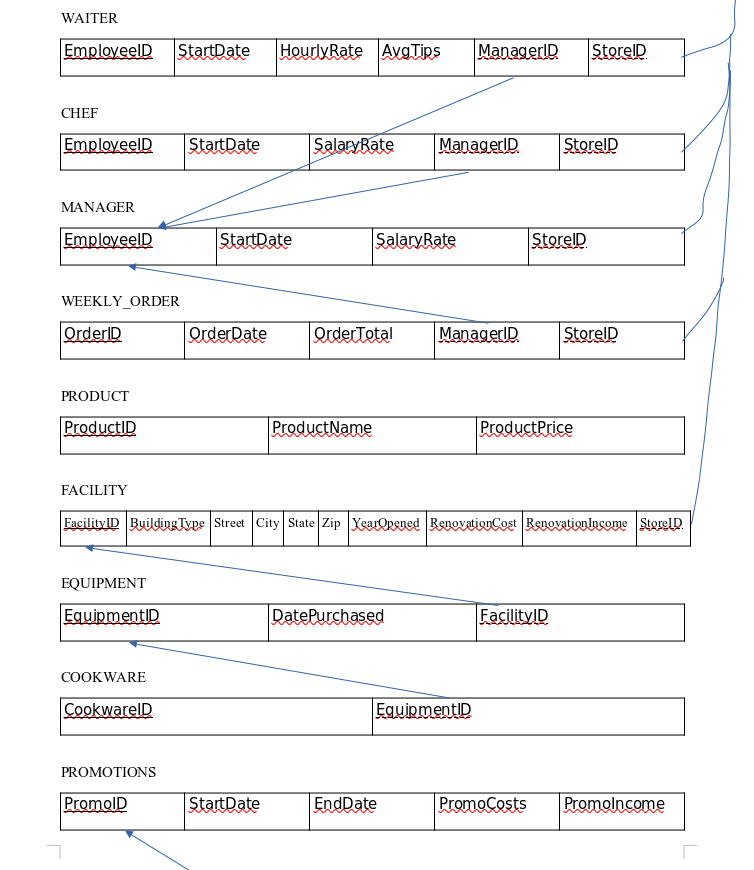 WAITER
EmployeeID StartDate HourlyRate AvgTips ManagerID StoreID
CHEF
EmployeeID StartDate SalaryRate ManagerID StoreID
MANAGER
EmployeeID StartDate SalaryRate StoreID
WEEKLY_ORDER
OrderID OrderDate OrderTotal ManagerID StoreID
PRODUCT
ProductID ProductName ProductPrice
FACILITY
FacilityID BuildingType Street City State Zip YearOpened RenovationCost RenovationIncome StoreID
EQUIPMENT
EquipmentID DatePurchased FacilityID
COOKWARE
CookwareID EquipmentID
PROMOTIONS
PromoID StartDate EndDate PromoCosts PromoIncome